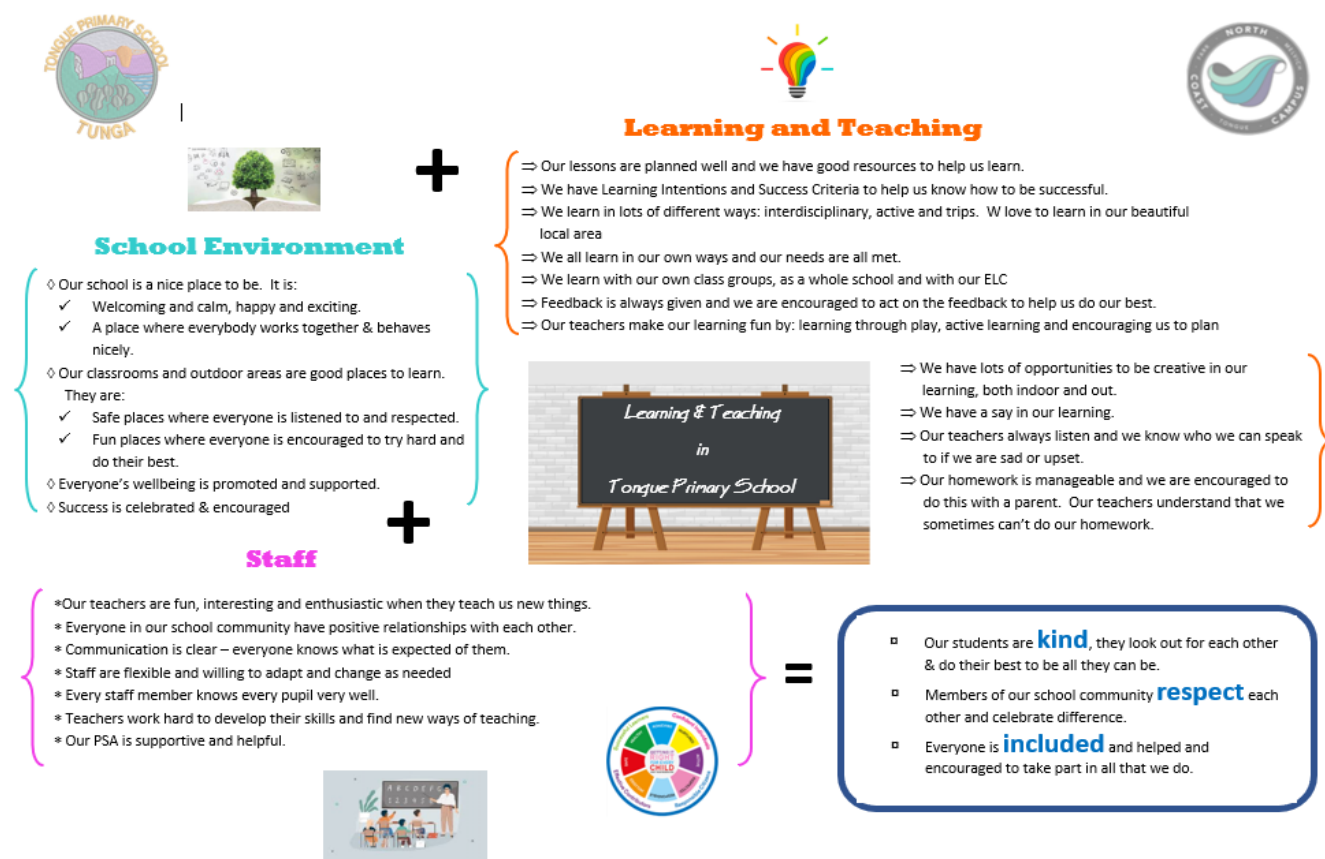 TONGUE PRIMARY SCHOOL
TUNGA
NORTH
COAST
CAMPUS
TONGUE
School Environment
◊ Our school is a nice place to be.  It is:
✓ Welcoming and calm, happy and exciting.
✓ A place where everybody works together & behaves
nicely.
◊ Our classrooms and outdoor areas are good places to learn.
They are:
✓ Safe places where everyone is listened to and respected.
✓ Fun places where everyone is encouraged to try hard and
do their best.
◊ Everyone's wellbeing is promoted and supported.
◊ Success is celebrated & encouraged
+
Learning and Teaching
⇒ Our lessons are planned well and we have good resources to help us learn.
⇒ We have Learning Intentions and Success Criteria to help us know how to be successful.
⇒ We learn in lots of different ways: interdisciplinary, active and trips.  W love to learn in our beautiful
local area
⇒ We all learn in our own ways and our needs are all met.
⇒ We learn with our own class groups, as a whole school and with our ELC
⇒ Feedback is always given and we are encouraged to act on the feedback to help us do our best.
⇒ Our teachers make our learning fun by: learning through play, active learning and encouraging us to plan
⇒ We have lots of opportunities to be creative in our
learning, both indoor and out.
⇒ We have a say in our learning.
⇒ Our teachers always listen and we know who we can speak
to if we are sad or upset.
⇒ Our homework is manageable and we are encouraged to
do this with a parent.  Our teachers understand that we
sometimes can't do our homework.
Learning & Teaching
in
Tongue Primary School
+
Staff
*Our teachers are fun, interesting and enthusiastic when they teach us new things.
* Everyone in our school community have positive relationships with each other.
* Communication is clear – everyone knows what is expected of them.
* Staff are flexible and willing to adapt and change as needed
* Every staff member knows every pupil very well.
* Teachers work hard to develop their skills and find new ways of teaching.
* Our PSA is supportive and helpful.
Successful Learners
Confident Individuals
Effective Contributors
Responsible Citizens
RIGHT
CHILD
A B C D E F G
1 2 3 4 5
=
▫ Our students are kind, they look out for each other
& do their best to be all they can be.
▫ Members of our school community respect each
other and celebrate difference.
▫ Everyone is included and helped and
encouraged to take part in all that we do.